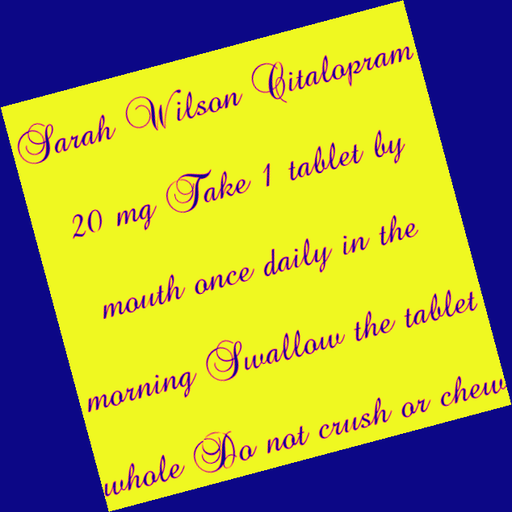 Sarah Wilson Citalopram
20 mg Take 1 tablet by
mouth once daily in the
morning Swallow the tablet
whole Do not crush or chew